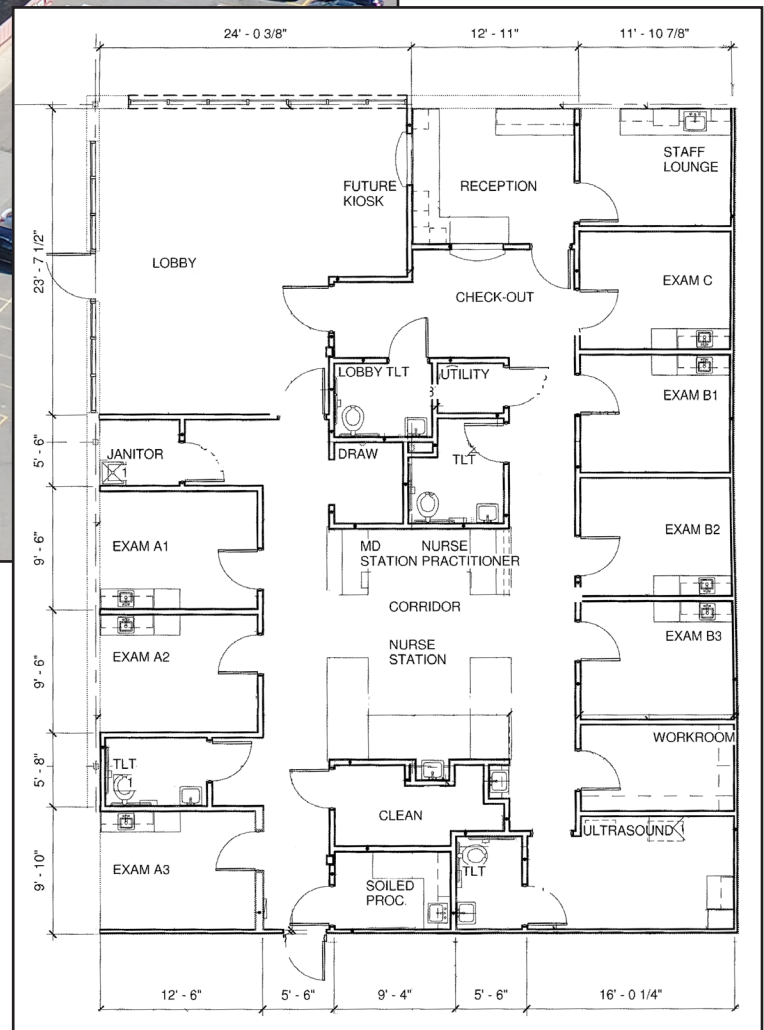 24' - 0 3/8"
12' - 11"
11' - 10 7/8"
STAFF
LOUNGE
FUTURE
KIOSK
RECEPTION
23' - 7 1/2"
LOBBY
EXAM C
CHECK-OUT
LOBBY TLT
UTILITY
EXAM B1
5' - 6"
JANITOR
DRAW
TLT
9' - 6"
EXAM A1
MD
STATION
NURSE
PRACTITIONER
EXAM B2
CORRIDOR
9' - 6"
EXAM A2
NURSE
STATION
EXAM B3
WORKROOM
5' - 8"
TLT
CLEAN
ULTRASOUND
9' - 10"
EXAM A3
SOILED
PROC.
TLT
12' - 6"
5' - 6"
9' - 4"
5' - 6"
16' - 0 1/4"